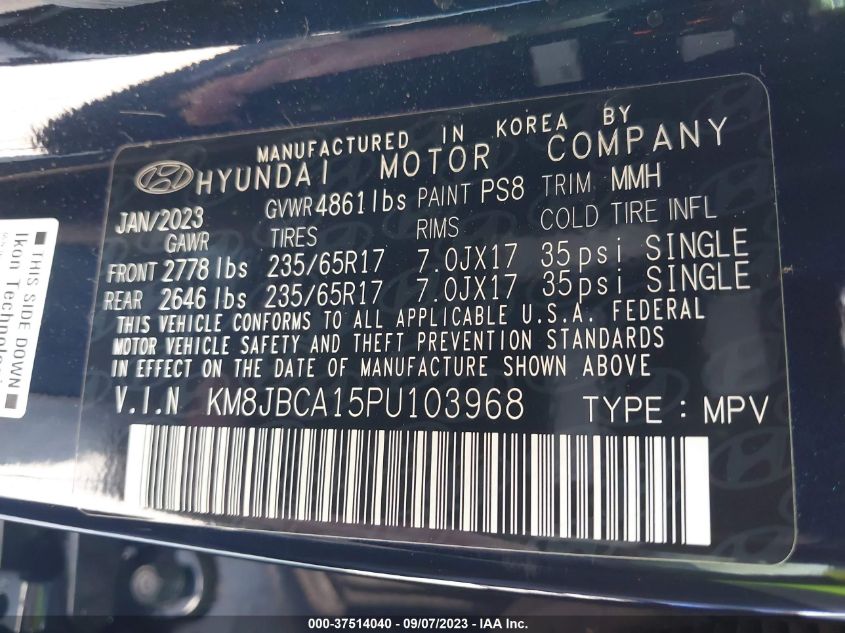 MANUFACTURED IN KOREA BY
HYUNDAI MOTOR COMPANY
JAN/2023 GVWR 4861 lbs PAINT PS8 TRIM MMH
GAWR TIRES RIMS COLD TIRE INFL
FRONT 2778 lbs 235/65R17 7.0JX17 35psi SINGLE
REAR 2646 lbs 235/65R17 7.0JX17 35psi SINGLE
THIS VEHICLE CONFORMS TO ALL APPLICABLE U.S.A. FEDERAL
MOTOR VEHICLE SAFETY AND THEFT PREVENTION STANDARDS
IN EFFECT ON THE DATE OF MANUFACTURE SHOWN ABOVE
V.I.N KM8JBCA15PU103968 TYPE : MPV
THIS SIDE DOWN
Ikon
000-37514040 - 09/07/2023 - IAA Inc.